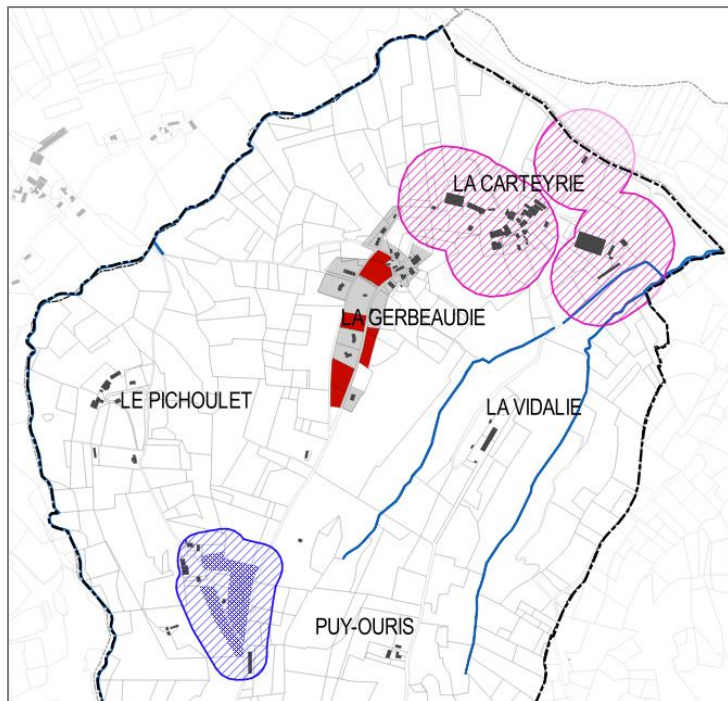 LA CARTEYRIE
LA GERBEAUDIE
LE PICHOULET
LA VIDALIE
PUY-OURIS